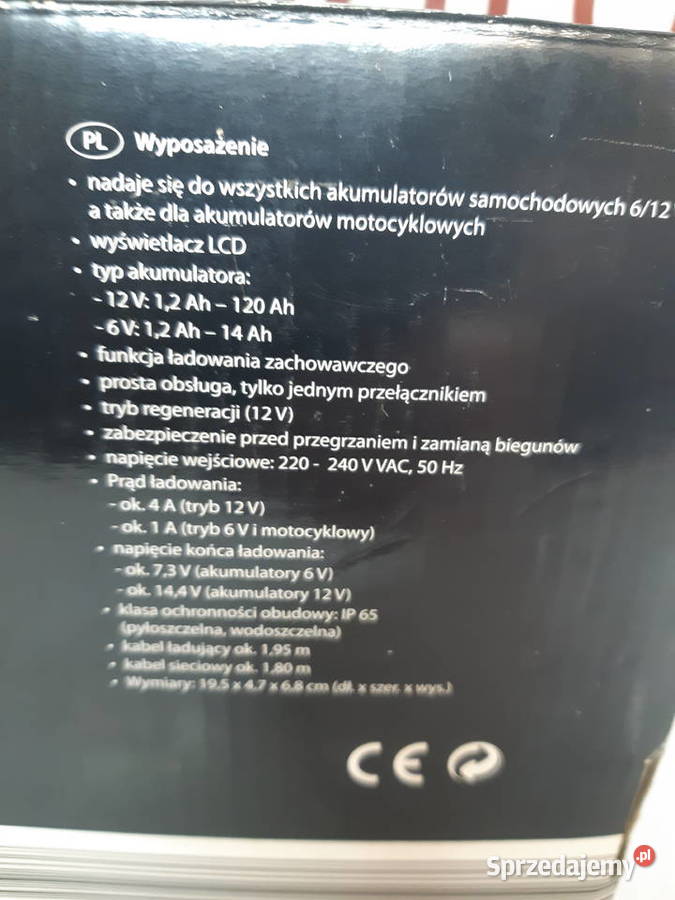 PL Wyposażenie
• nadaje się do wszystkich akumulatorów samochodowych 6/12
a także dla akumulatorów motocyklowych
• wyświetlacz LCD
• typ akumulatora:
- 12 V: 1,2 Ah – 120 Ah
- 6 V: 1,2 Ah – 14 Ah
• funkcja ładowania zachowawczego
• prosta obsługa, tylko jednym przełącznikiem
• tryb regeneracji (12 V)
• zabezpieczenie przed przegrzaniem i zamianą biegunów
• napięcie wejściowe: 220 - 240 V VAC, 50 Hz
• Prąd ładowania:
- ok. 4 A (tryb 12 V)
- ok. 1 A (tryb 6 V i motocyklowy)
• napięcie końca ładowania:
- ok. 7,3 V (akumulatory 6 V)
- ok. 14,4 V (akumulatory 12 V)
• klasa ochronności obudowy: IP 65
(pyłoszczelna, wodoszczelna)
• kabel ładujący ok. 1,95 m
• kabel sieciowy ok. 1,80 m
• Wymiary: 19.5 x 4.7 x 6.8 cm (dł. x szer. x wys.)
CE
Sprzedajemy.pl